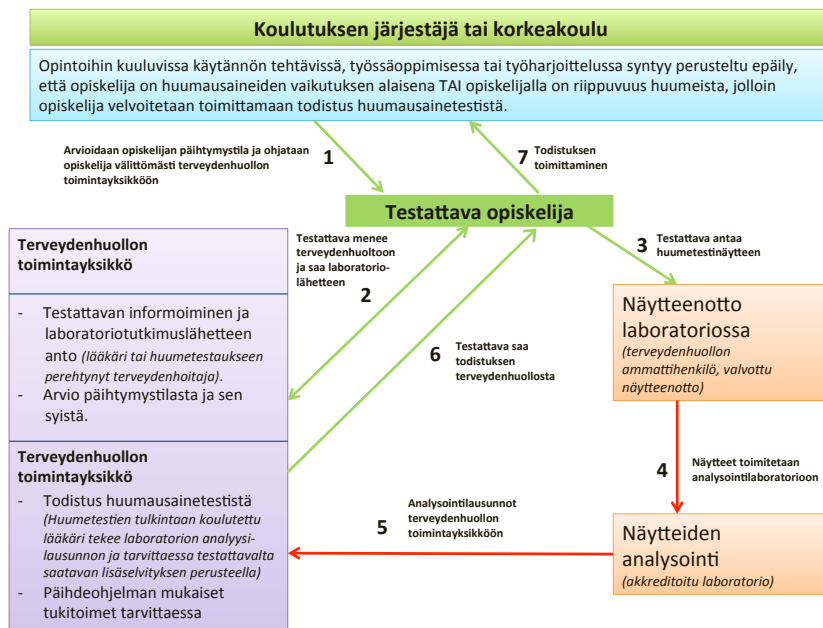 Koulutuksen järjestäjä tai korkeakoulu
Opintoihin kuuluvissa käytännön tehtävissä, työssäoppimisessa tai työharjoittelussa syntyy perusteltu epäily,
että opiskelija on huumausaineiden vaikutuksen alaisena TAI opiskelijalla on riippuvuus huumeista, jolloin
opiskelija velvoitetaan toimittamaan todistus huumausainetestistä.
Arvioidaan opiskelijan päihtymystila ja ohjataan
opiskelija välittömästi terveydenhuollon
toimintayksikköön
1
7
Todistuksen
toimittaminen
Testattava opiskelija
Terveydenhuollon
toimintayksikkö
- Testattavan informoiminen ja
laboratoriotutkimuslähetteen
anto (lääkäri tai huumetestaukseen
perehtynyt terveydenhoitaja).
- Arvio päihtymystilasta ja sen
syistä.
Testattava menee
terveydenhuoltoon
ja saa laboratorio-
lähetteen
2
3
Testattava antaa
huumetestinäytteen
Näytteenotto
laboratoriossa
(terveydenhuollon
ammattihenkilö, valvottu
näytteenotto)
6
Testattava saa
todistuksen
terveydenhuollosta
4
Näytteet toimitetaan
analysointilaboratorioon
Terveydenhuollon
toimintayksikkö
- Todistus huumausainetestistä
(Huumetestien tulkintaan koulutettu
lääkäri tekee laboratorion analyysi-
lausunnon ja tarvittaessa testattavalta
saatavan lisäselvityksen perusteella)
- Päihdeohjelman mukaiset
tukitoimet tarvittaessa
5
Analysointilausunnot
terveydenhuollon
toimintayksikköön
Näytteiden
analysointi
(akkreditoitu laboratorio)